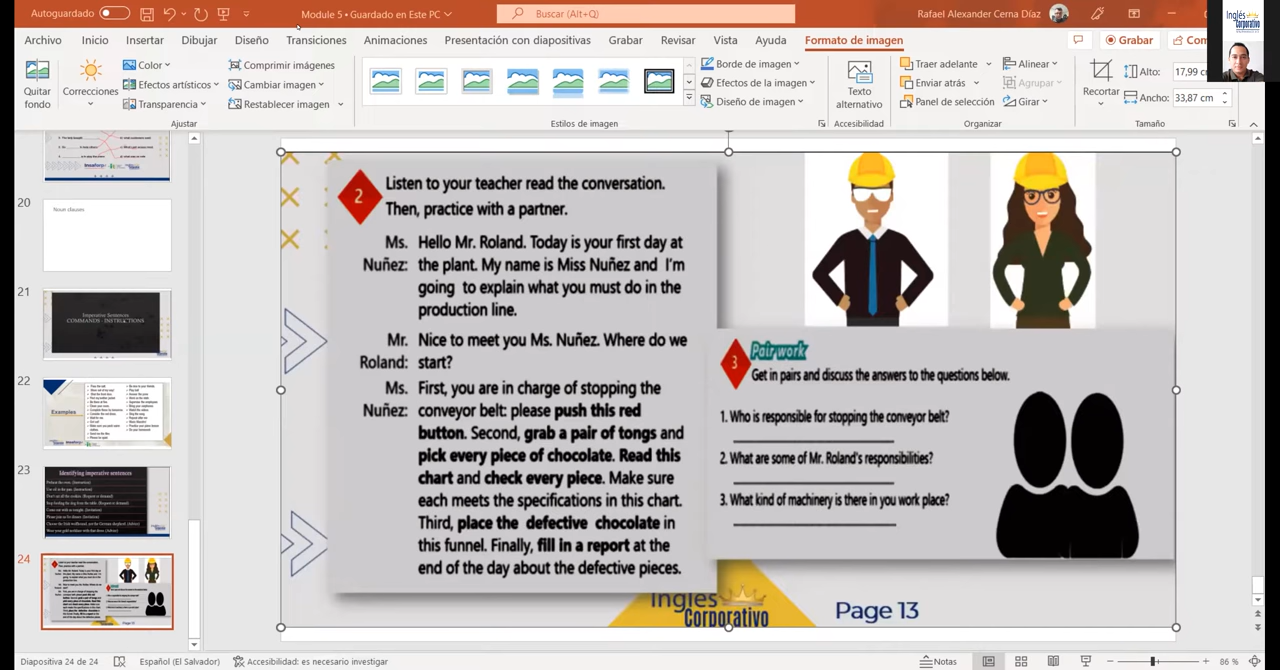 Autoguardado
Module 5 • Guardado en Este PC
Buscar (Alt+Q)
Rafael Alexander Cerna Díaz
Inglés
Corporativo
Archivo Inicio Insertar Dibujar Diseño Transiciones Animaciones Presentación con diapositivas Grabar Revisar Vista Ayuda Formato de imagen
Grabar
Quitar fondo
Correcciones
Color
Efectos artísticos
Transparencia
Comprimir imágenes
Cambiar imagen
Restablecer imagen
Ajustar
Estilos de imagen
Borde de imagen
Efectos de la imagen
Diseño de imagen
Texto alternativo
Accesibilidad
Traer adelante
Enviar atrás
Panel de selección
Alinear
Agrupar
Girar
Organizar
Recortar
Alto: 17,99
Ancho: 33,87 cm
Tamaño
20
Noun clauses
21
Imperative Sentences
COMMANDS - INSTRUCTIONS
22
Examples
23
Identifying imperative sentences
24
2
Listen to your teacher read the conversation.
Then, practice with a partner.
Ms. Nuñez: Hello Mr. Roland. Today is your first day at
the plant. My name is Miss Nuñez and I'm
going to explain what you must do in the
production line.
Mr. Roland: Nice to meet you Ms. Nuñez. Where do we
start?
Ms. Nuñez: First, you are in charge of stopping the
conveyor belt: please push this red
button. Second, grab a pair of tongs and
pick every piece of chocolate. Read this
chart and check every piece. Make sure
each meets the specifications in this chart.
Third, place the defective chocolate in
this funnel. Finally, fill in a report at the
end of the day about the defective pieces.
3
Pair work
Get in pairs and discuss the answers to the questions below.
1. Who is responsible for stopping the conveyor belt?
2. What are some of Mr. Roland's responsibilities?
3. What kind of machinery is there in you work place?
Inglés
Corporativo
Page 13
Diapositiva 24 de 24
Español (El Salvador)
Accesibilidad: es necesario investigar
Notas
86 %